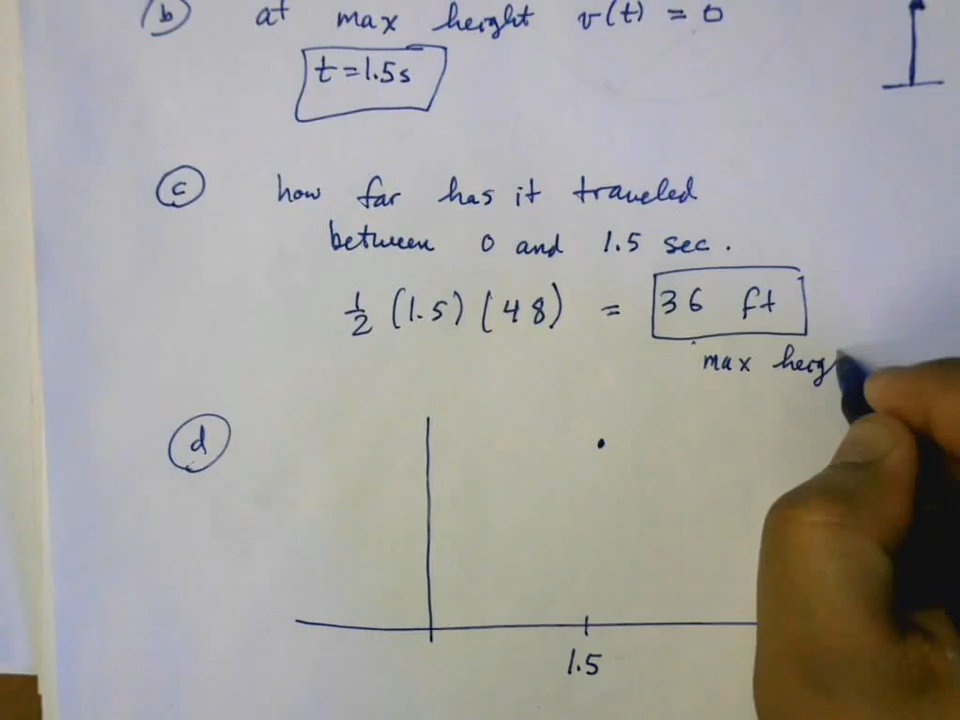 (b) at max height v(t) = 0
t = 1.5s
(c) how far has it traveled
between 0 and 1.5 sec.
½ (1.5) (48) = 36 ft
max heig
(d)
1.5